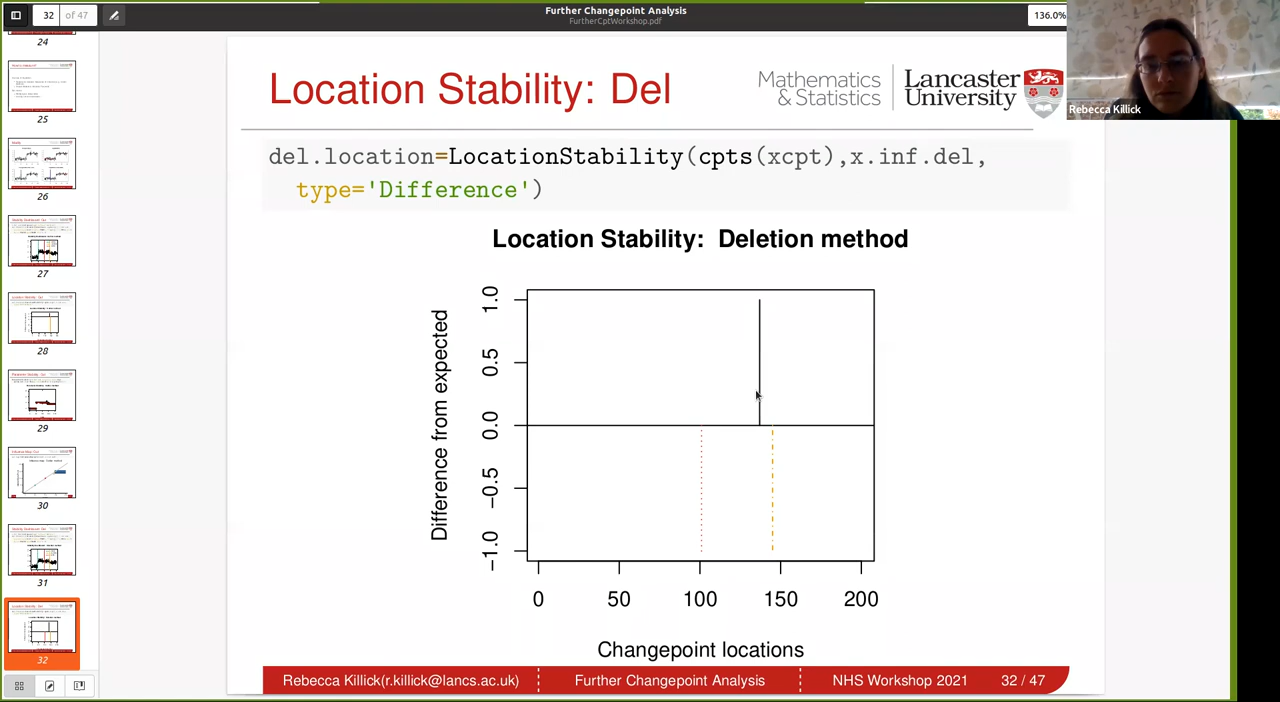 32 of 47
Further Changepoint Analysis
FurtherCptWorkshop.pdf
136.0%
Rebecca Killick
24
25
26
27
28
29
30
31
32
Location Stability: Del
Mathematics
& Statistics
Lancaster
University
del.location=LocationStability(cpts(xcpt),x.inf.del,
type='Difference')
Location Stability: Deletion method
Difference from expected
1.0
0.5
0.0
−0.5
−1.0
0 50 100 150 200
Changepoint locations
Rebecca Killick(r.killick@lancs.ac.uk) Further Changepoint Analysis NHS Workshop 2021 32 / 47